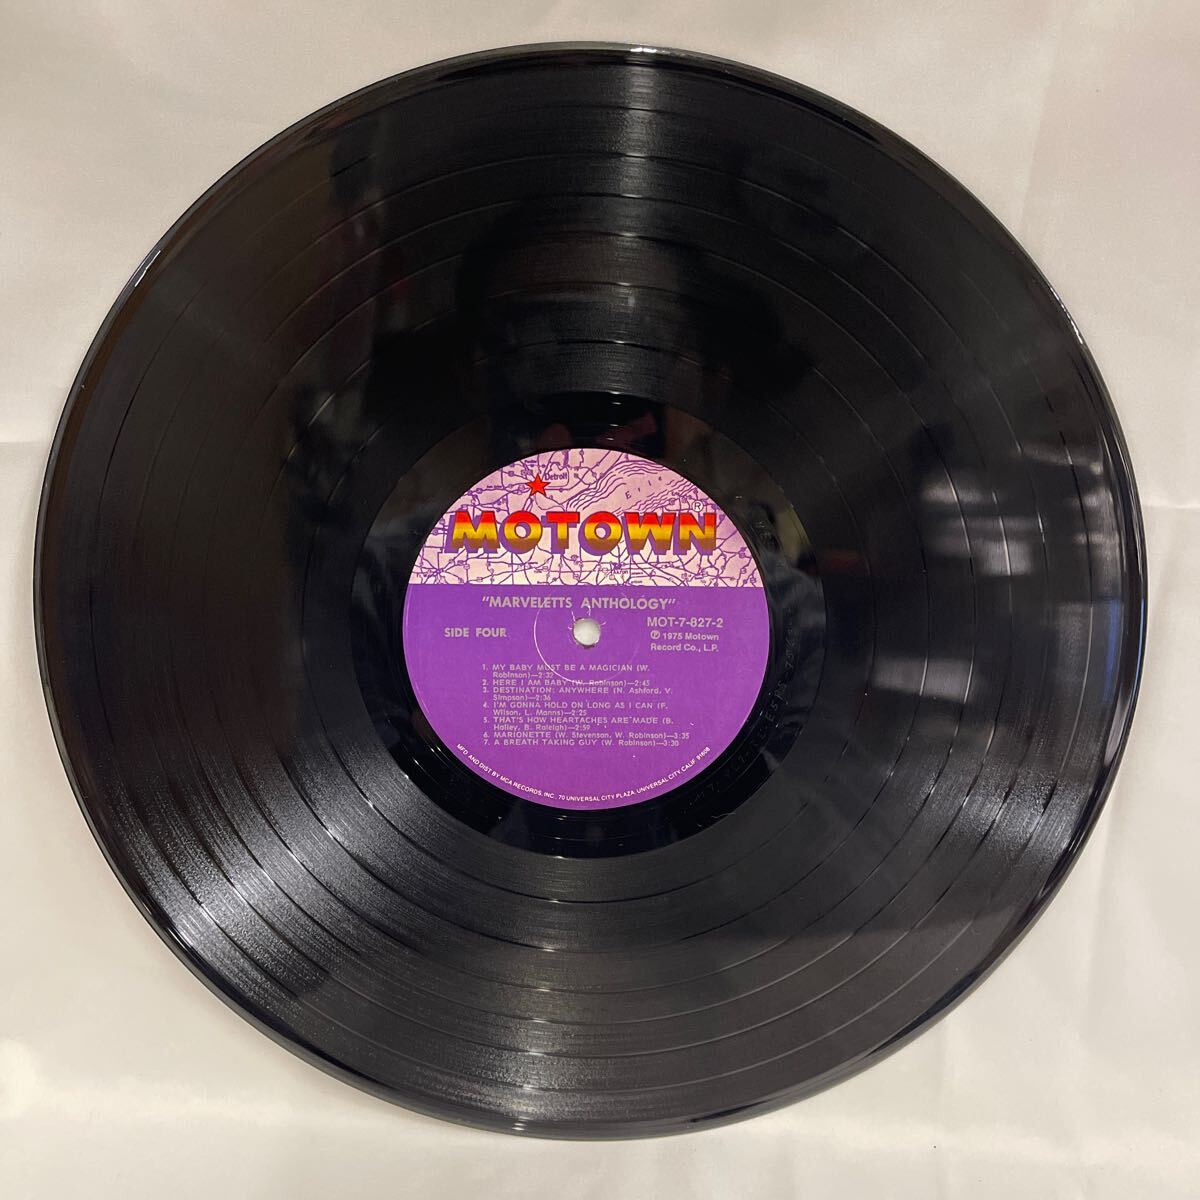 Detroit
Erie
MOTOWN®
Akron
"MARVELETTS ANTHOLOGY"
SIDE FOUR
MOT-7-827-2
℗ 1975 Motown
Record Co., L.P.
1. MY BABY MUST BE A MAGICIAN (W.
Robinson)—2:32
2. HERE I AM BABY (W. Robinson)—2:45
3. DESTINATION: ANYWHERE (N. Ashford, V.
Simpson)—2:36
4. I'M GONNA HOLD ON LONG AS I CAN (F.
Wilson, L. Manns)—2:25
5. THAT'S HOW HEARTACHES ARE MADE (B.
Halley, B. Raleigh)—2:59
6. MARIONETTE (W. Stevenson, W. Robinson)—3:35
7. A BREATH TAKING GUY (W. Robinson)—3:30
MFD AND DIST BY MCA RECORDS, INC., 70 UNIVERSAL CITY PLAZA, UNIVERSAL CITY, CALIF 91608